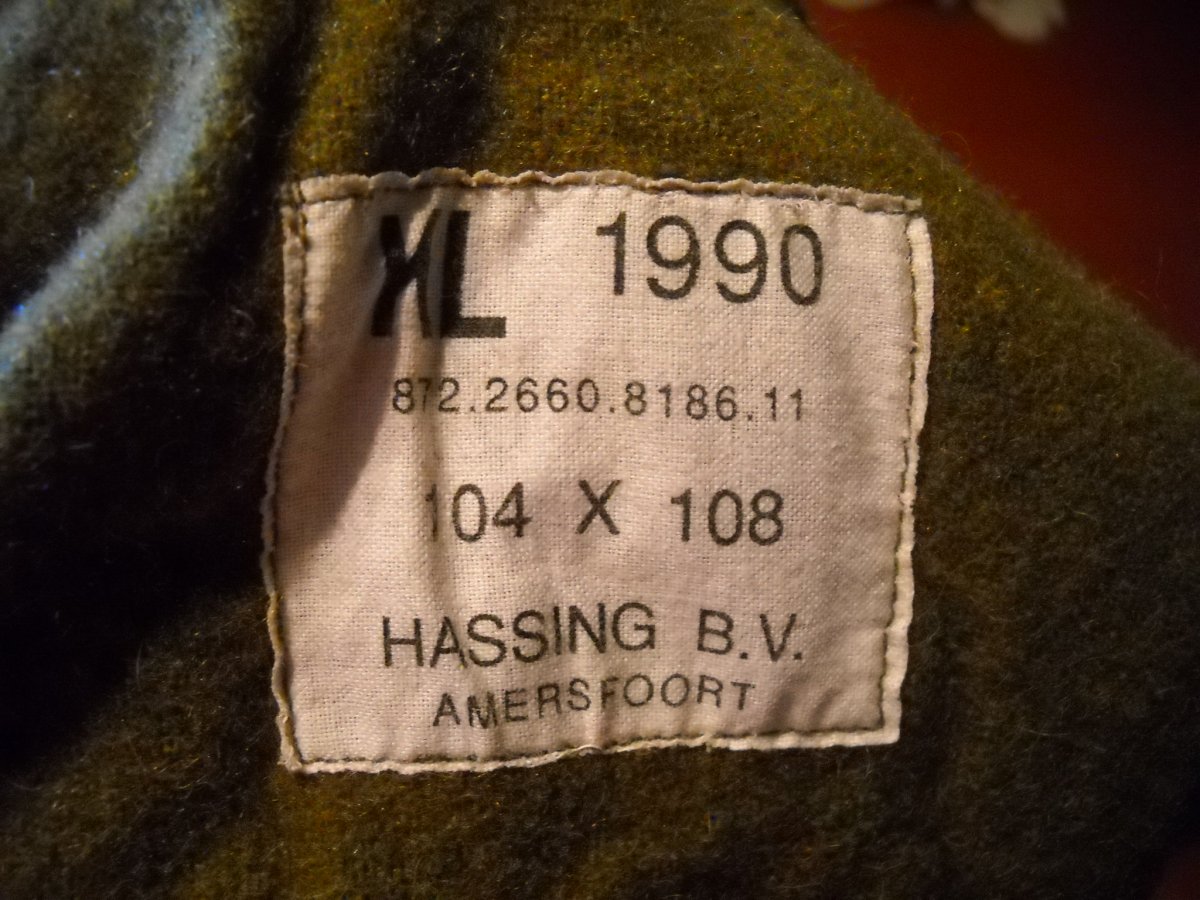 XL 1990
872.2660.8186.11
104 X 108
HASSING B.V.
AMERSFOORT